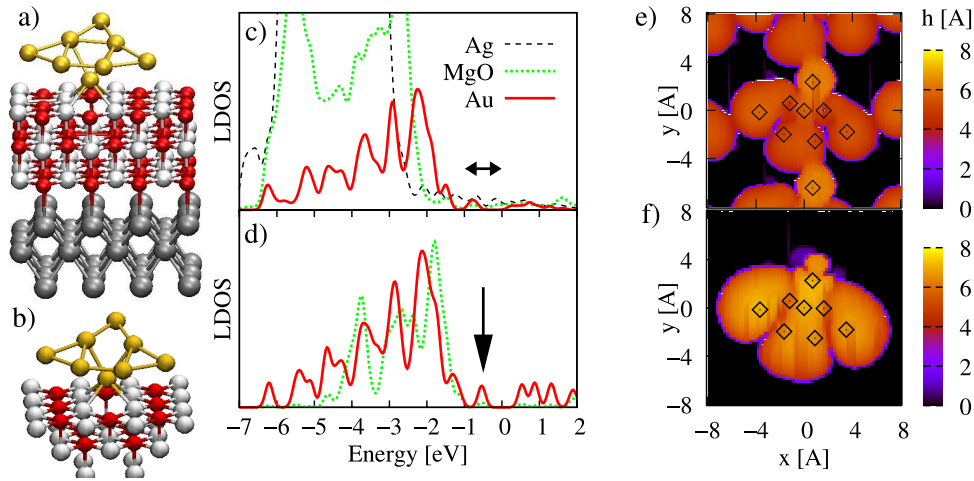 a)
b)
c)
Ag
MgO
Au
LDOS
d)
LDOS
−7 −6 −5 −4 −3 −2 −1 0 1 2
Energy [eV]
e)
h [A]
8
4
0
−4
y [A]
8
6
4
2
0
f)
8
4
0
−4
−8
y [A]
−8 −4 0 4 8
x [A]
8
6
4
2
0